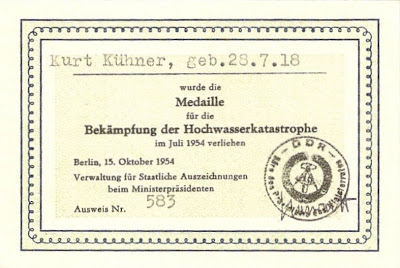 Kurt Kühner, geb.28.7.18
wurde die
Medaille
für die
Bekämpfung der Hochwasserkatastrophe
im Juli 1954 verliehen
Berlin, 15. Oktober 1954
Verwaltung für Staatliche Auszeichnungen
beim Ministerpräsidenten
Ausweis Nr. 583
DDR